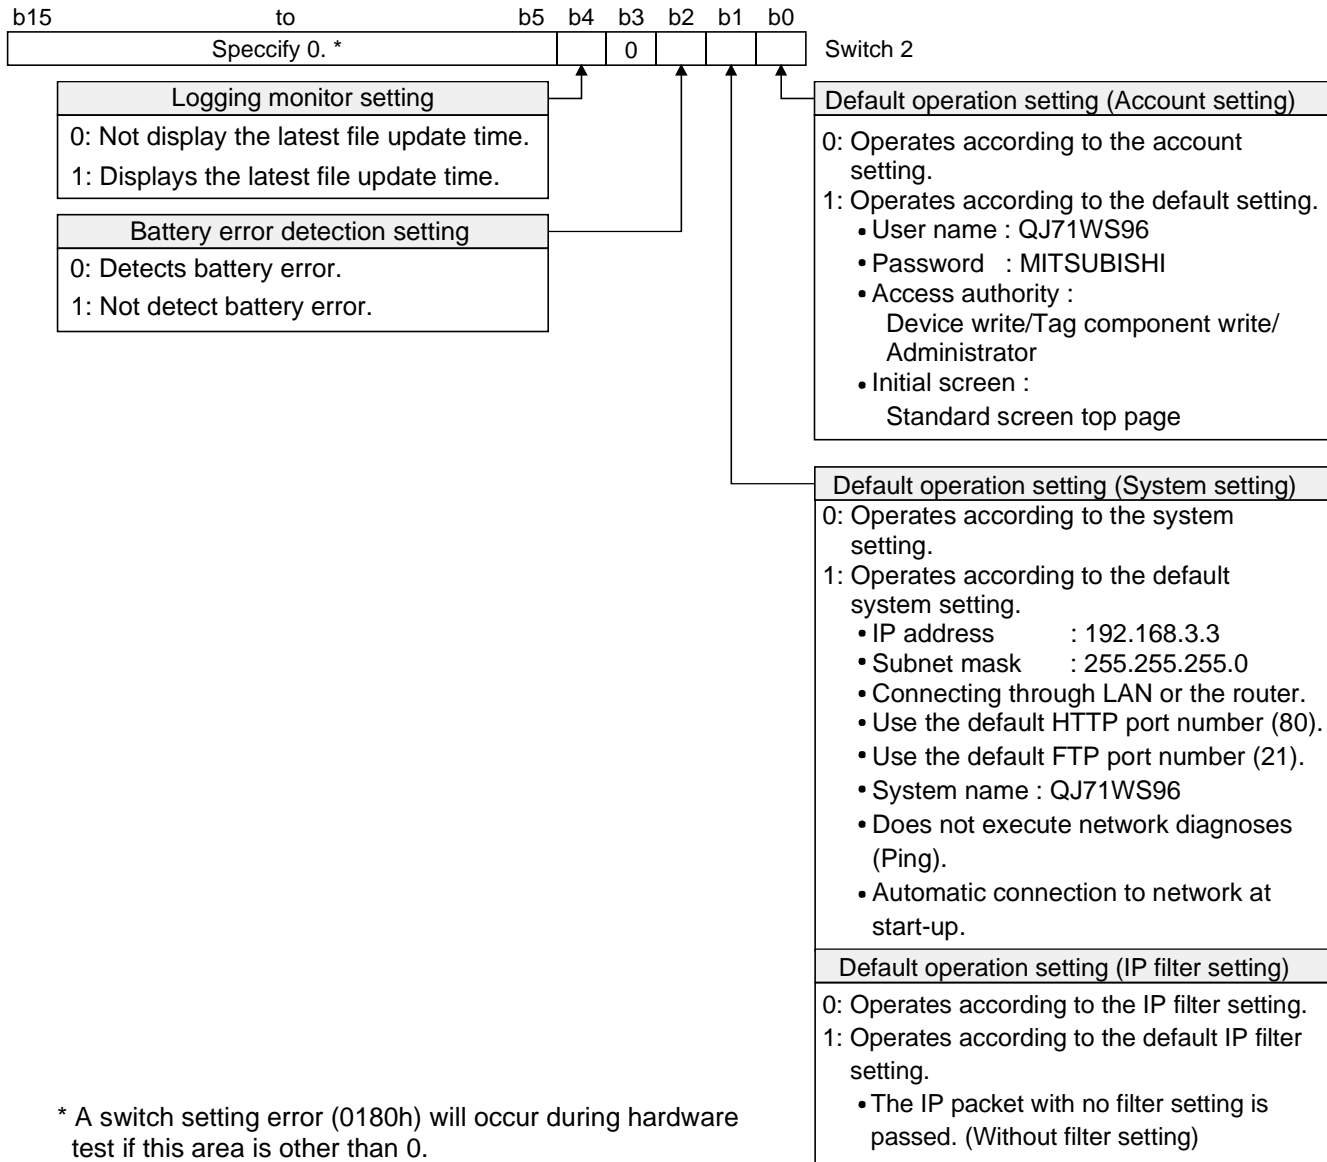 b15 to b5 b4 b3 b2 b1 b0
Speccify 0. * 0 Switch 2
Logging monitor setting
0: Not display the latest file update time.
1: Displays the latest file update time.
Battery error detection setting
0: Detects battery error.
1: Not detect battery error.
Default operation setting (Account setting)
0: Operates according to the account
setting.
1: Operates according to the default setting.
• User name : QJ71WS96
• Password : MITSUBISHI
• Access authority :
Device write/Tag component write/
Administrator
• Initial screen :
Standard screen top page
Default operation setting (System setting)
0: Operates according to the system
setting.
1: Operates according to the default
system setting.
• IP address : 192.168.3.3
• Subnet mask : 255.255.255.0
• Connecting through LAN or the router.
• Use the default HTTP port number (80).
• Use the default FTP port number (21).
• System name : QJ71WS96
• Does not execute network diagnoses
(Ping).
• Automatic connection to network at
start-up.
Default operation setting (IP filter setting)
0: Operates according to the IP filter setting.
1: Operates according to the default IP filter
setting.
• The IP packet with no filter setting is
passed. (Without filter setting)
* A switch setting error (0180h) will occur during hardware
test if this area is other than 0.